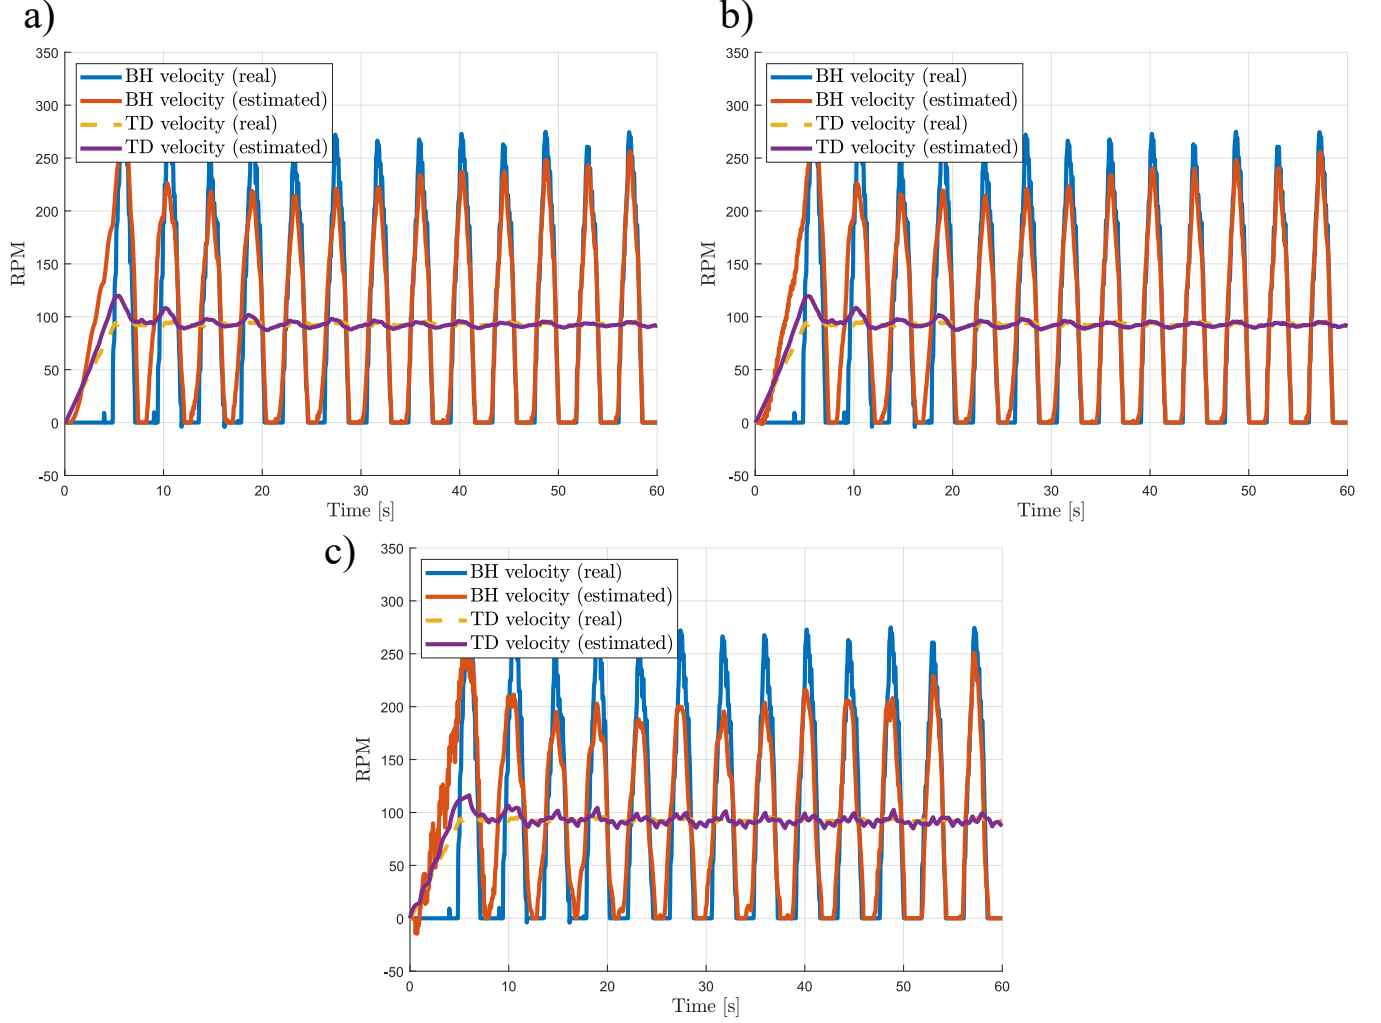 a)
350
300
250
200
150
100
50
0
-50
RPM
BH velocity (real)
BH velocity (estimated)
TD velocity (real)
TD velocity (estimated)
0 10 20 30 40 50 60
Time [s]
b)
350
300
250
200
150
100
50
0
-50
RPM
BH velocity (real)
BH velocity (estimated)
TD velocity (real)
TD velocity (estimated)
0 10 20 30 40 50 60
Time [s]
c)
350
300
250
200
150
100
50
0
-50
RPM
BH velocity (real)
BH velocity (estimated)
TD velocity (real)
TD velocity (estimated)
0 10 20 30 40 50 60
Time [s]